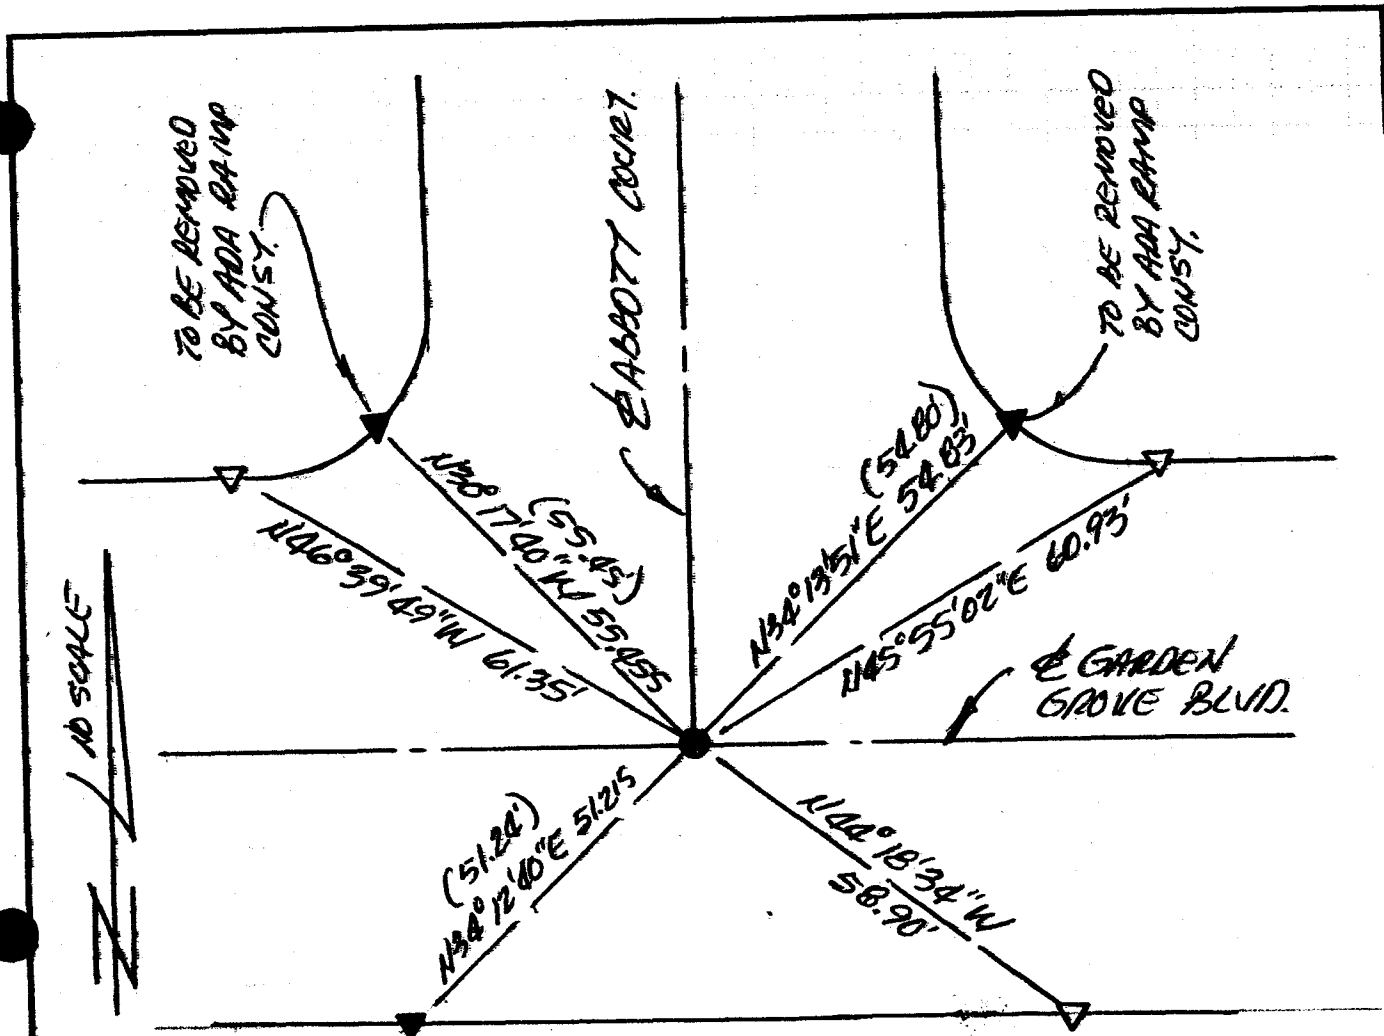 TO BE REMOVED
BY ADA RAMP
CONST.
℄ ABBOTT COURT.
TO BE REMOVED
BY ADA RAMP
CONST.
(54.80')
N34°13'51"E 54.83'
N38°17'40"W 55.455
(55.45')
N46°39'49"W 61.35'
N45°55'02"E 60.93'
NO SCALE
℄ GARDEN
GROVE BLVD.
(51.24')
N34°12'40"E 51.215
N44°18'34"W
58.90'
N